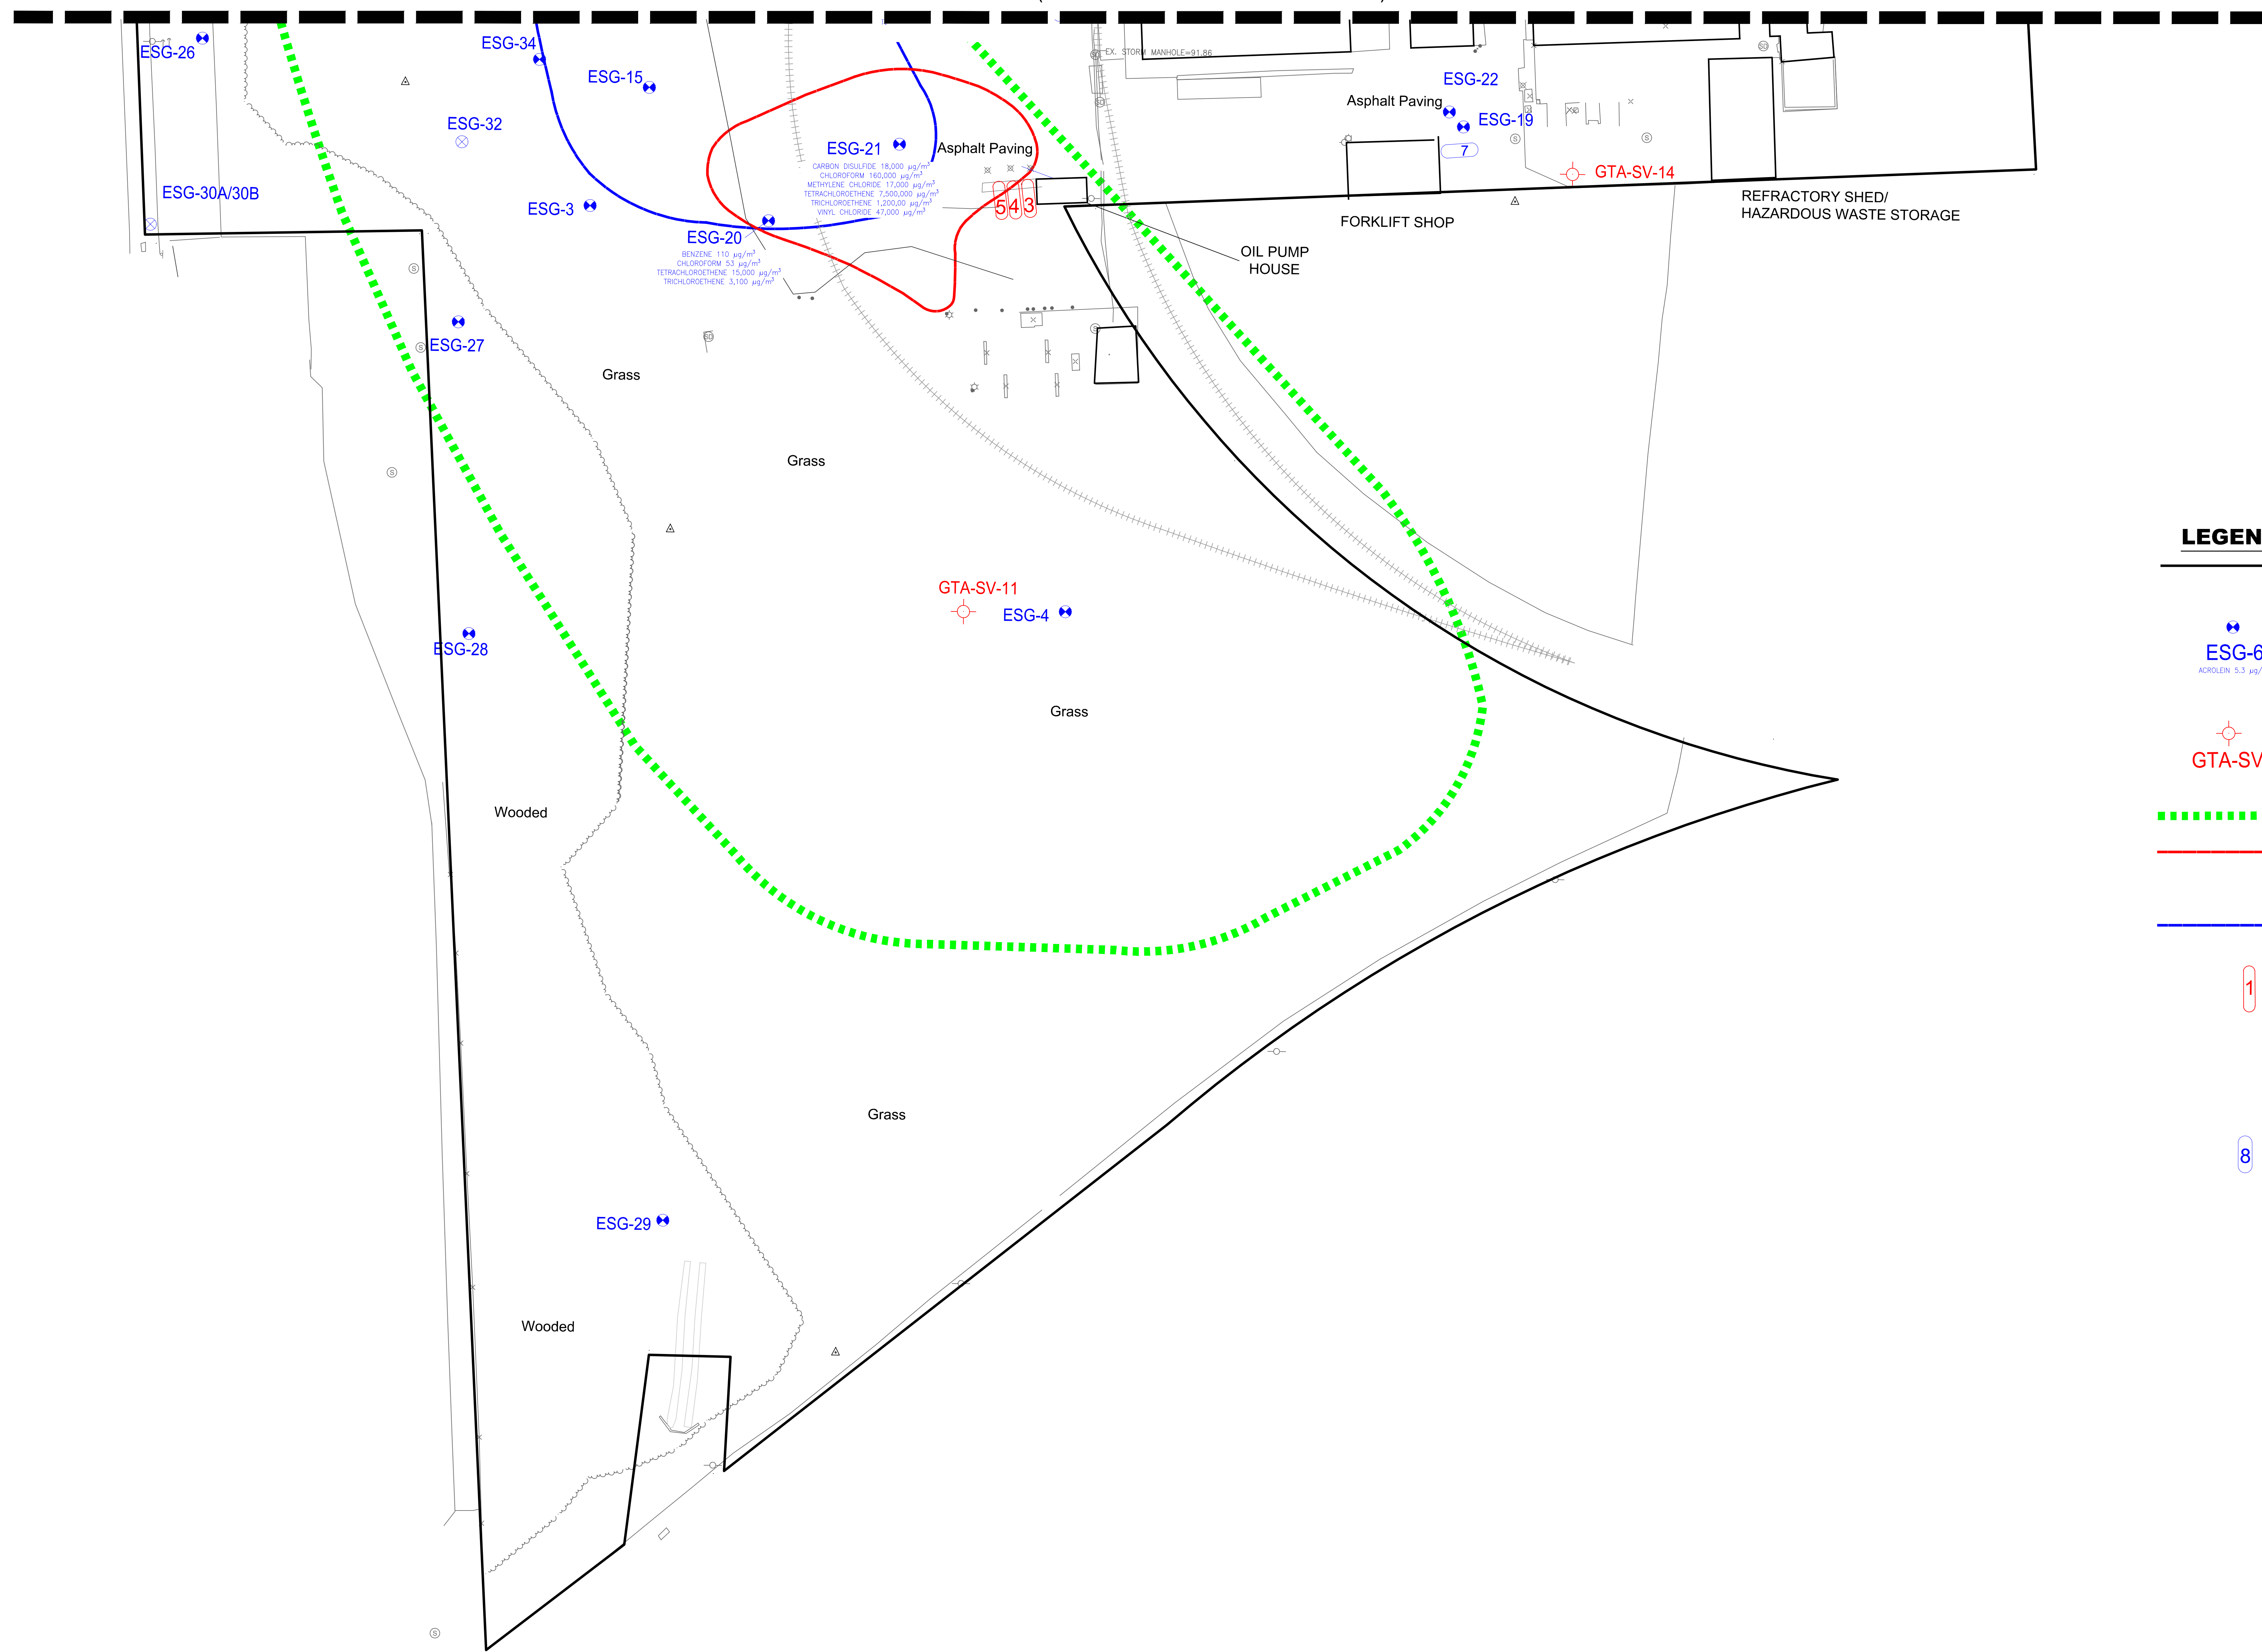 EX. STORM MANHOLE=91.86
ESG-26
ESG-34
ESG-15
ESG-22
Asphalt Paving
ESG-32
ESG-19
ESG-21
Asphalt Paving
7
CARBON DISULFIDE 18,000 µg/m³
CHLOROFORM 160,000 µg/m³
METHYLENE CHLORIDE 17,000 µg/m³
TETRACHLOROETHENE 7,500,000 µg/m³
TRICHLOROETHENE 1,200,00 µg/m³
VINYL CHLORIDE 47,000 µg/m³
GTA-SV-14
ESG-30A/30B
ESG-3
5 4 3
REFRACTORY SHED/
HAZARDOUS WASTE STORAGE
FORKLIFT SHOP
ESG-20
BENZENE 110 µg/m³
CHLOROFORM 53 µg/m³
TETRACHLOROETHENE 15,000 µg/m³
TRICHLOROETHENE 3,100 µg/m³
OIL PUMP
HOUSE
ESG-27
Grass
Grass
LEGEN
GTA-SV-11
ESG-4
ESG-28
ESG-6
ACROLEIN 5.3 µg/
Grass
GTA-SV
Wooded
1
Grass
8
ESG-29
Wooded